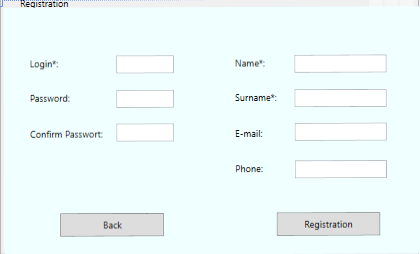 Registration
Login*:
Password:
Confirm Passwort:
Name*:
Surname*:
E-mail:
Phone:
Back
Registration